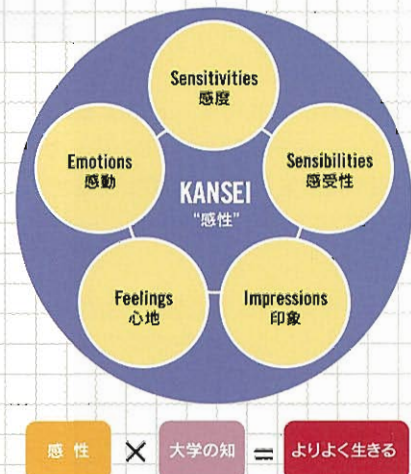 Sensitivities
感度
Emotions
感動
Sensibilities
感受性
KANSEI
“感性”
Feelings
心地
Impressions
印象
感性 × 大学の知 = よりよく生きる